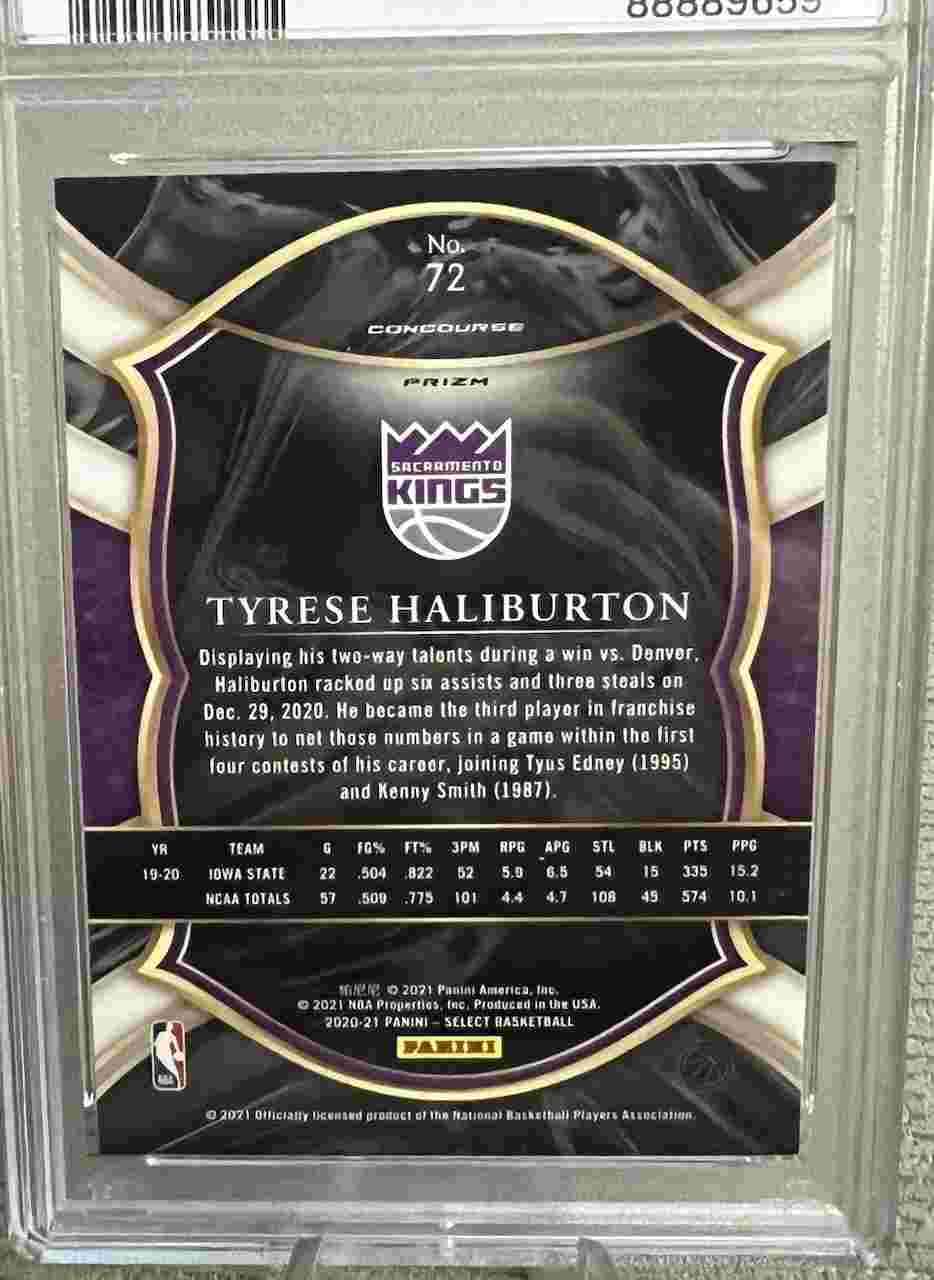 88889659
No.
72
CONCOURSE
PRIZM
SACRAMENTO
KINGS
TYRESE HALIBURTON
Displaying his two-way talents during a win vs. Denver,
Haliburton racked up six assists and three steals on
Dec. 29, 2020. He became the third player in franchise
history to net those numbers in a game within the first
four contests of his career, joining Tyus Edney (1995)
and Kenny Smith (1987).
YR TEAM G FG% FT% 3PM RPG APG STL BLK PTS PPG
19-20 IOWA STATE 22 .504 .822 52 5.9 6.5 54 15 335 15.2
NCAA TOTALS 57 .509 .775 101 4.4 4.7 108 49 574 10.1
帕尼尼 © 2021 Panini America, Inc.
© 2021 NBA Properties, Inc. Produced in the USA.
2020-21 PANINI – SELECT BASKETBALL
PANINI
NBA
© 2021 Officially licensed product of the National Basketball Players Association.